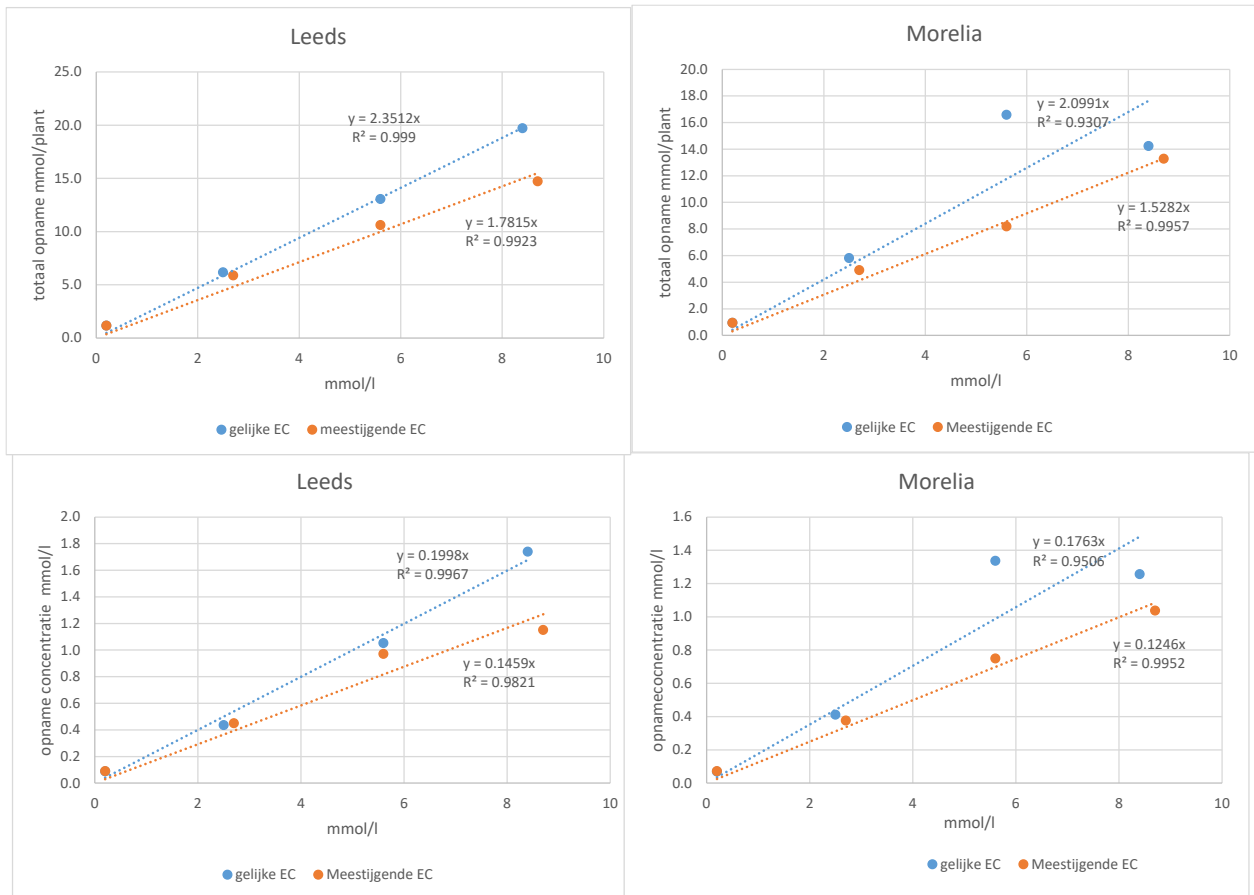 Leeds
totaal opname mmol/plant
25.0
20.0
15.0
10.0
5.0
0.0
y = 2.3512x
R² = 0.999
y = 1.7815x
R² = 0.9923
0 2 4 6 8 10
mmol/l
gelijke EC meestijgende EC
Morelia
totaal opname mmol/plant
20.0
18.0
16.0
14.0
12.0
10.0
8.0
6.0
4.0
2.0
0.0
y = 2.0991x
R² = 0.9307
y = 1.5282x
R² = 0.9957
0 2 4 6 8 10
mmol/l
gelijke EC Meestijgende EC
Leeds
opname concentratie mmol/l
2.0
1.8
1.6
1.4
1.2
1.0
0.8
0.6
0.4
0.2
0.0
y = 0.1998x
R² = 0.9967
y = 0.1459x
R² = 0.9821
0 2 4 6 8 10
mmol/l
gelijke EC Meestijgende EC
Morelia
opnamecoconentratie mmol/l
1.6
1.4
1.2
1.0
0.8
0.6
0.4
0.2
0.0
y = 0.1763x
R² = 0.9506
y = 0.1246x
R² = 0.9952
0 2 4 6 8 10
mmol/l
gelijke EC Meestijgende EC